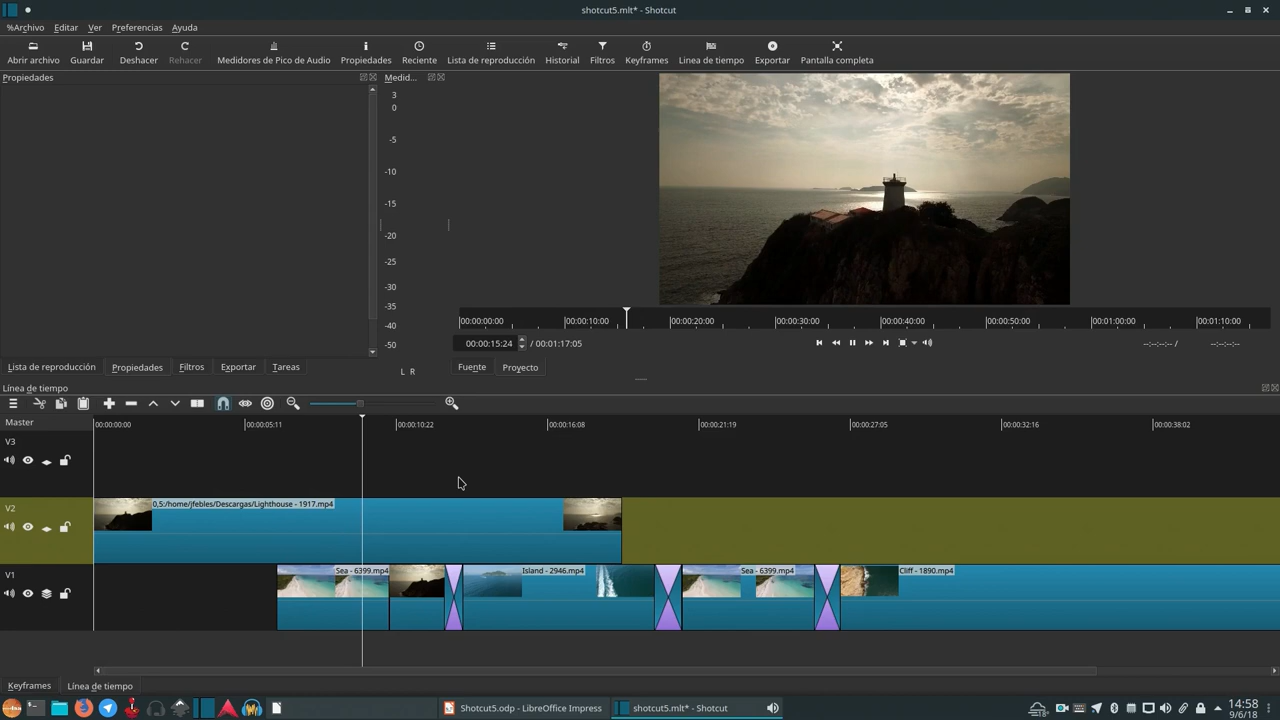 shotcut5.mlt* - Shotcut
%Archivo Editar Ver Preferencias Ayuda
Abrir archivo Guardar Deshacer Rehacer Medidores de Pico de Audio Propiedades Reciente Lista de reproducción Historial Filtros Keyframes Linea de tiempo Exportar Pantalla completa
Propiedades
Medid...
3
0
-5
-10
-15
-20
-25
-30
-35
-40
-50
L R
00:00:00:00 00:00:10:00 00:00:20:00 00:00:30:00 00:00:40:00 00:00:50:00 00:01:00:00 00:01:10:00
00:00:15:24 / 00:01:17:05
--:--:--:-- / --:--:--:--
Lista de reproducción Propiedades Filtros Exportar Tareas
Fuente Proyecto
Línea de tiempo
Master
00:00:00:00 00:00:05:11 00:00:10:22 00:00:16:08 00:00:21:19 00:00:27:05 00:00:32:16 00:00:38:02
V3
V2
0,5:/home/jfebles/Descargas/Lighthouse - 1917.mp4
V1
Sea - 6399.mp4 Island - 2946.mp4 Sea - 6399.mp4 Cliff - 1890.mp4
Keyframes Línea de tiempo
Shotcut5.odp - LibreOffice Impress
shotcut5.mlt* - Shotcut
18°
14:58
9/6/18